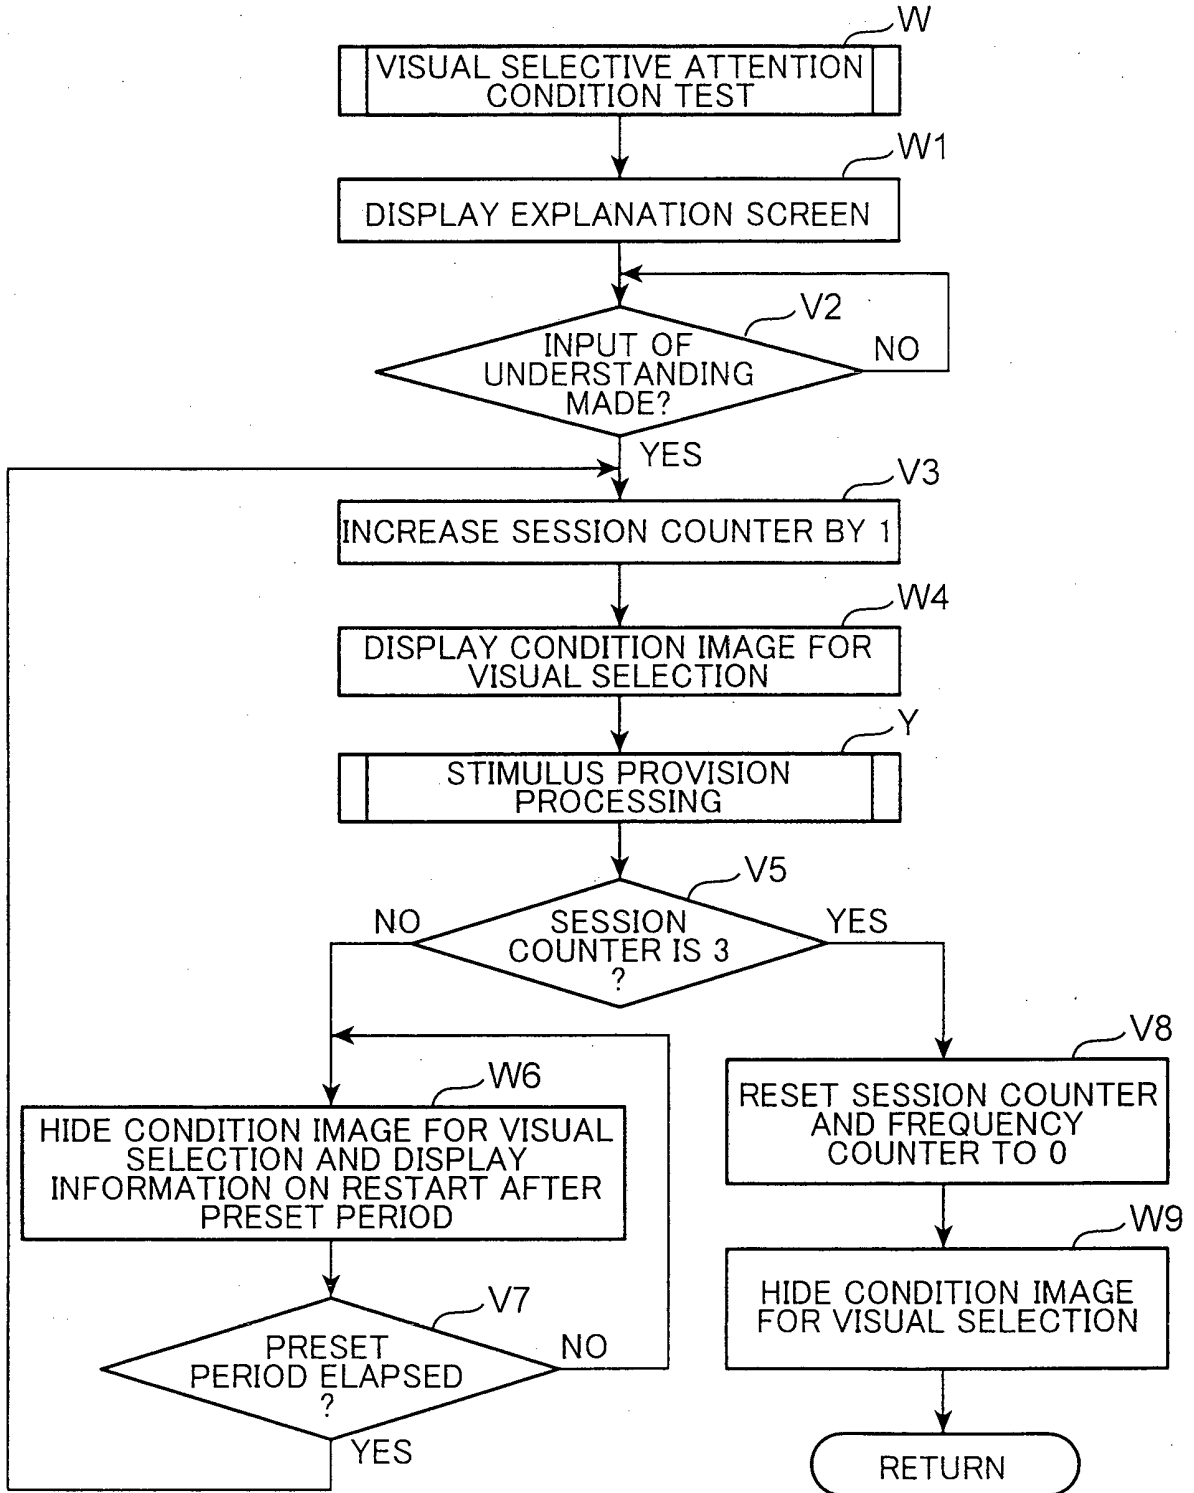 W
VISUAL SELECTIVE ATTENTION
CONDITION TEST
W1
DISPLAY EXPLANATION SCREEN
V2
INPUT OF
UNDERSTANDING
MADE?
NO
YES
V3
INCREASE SESSION COUNTER BY 1
W4
DISPLAY CONDITION IMAGE FOR
VISUAL SELECTION
Y
STIMULUS PROVISION
PROCESSING
V5
NO
SESSION
COUNTER IS 3
?
YES
W6
HIDE CONDITION IMAGE FOR VISUAL
SELECTION AND DISPLAY
INFORMATION ON RESTART AFTER
PRESET PERIOD
V7
PRESET
PERIOD ELAPSED
?
NO
YES
V8
RESET SESSION COUNTER
AND FREQUENCY
COUNTER TO 0
W9
HIDE CONDITION IMAGE
FOR VISUAL SELECTION
RETURN